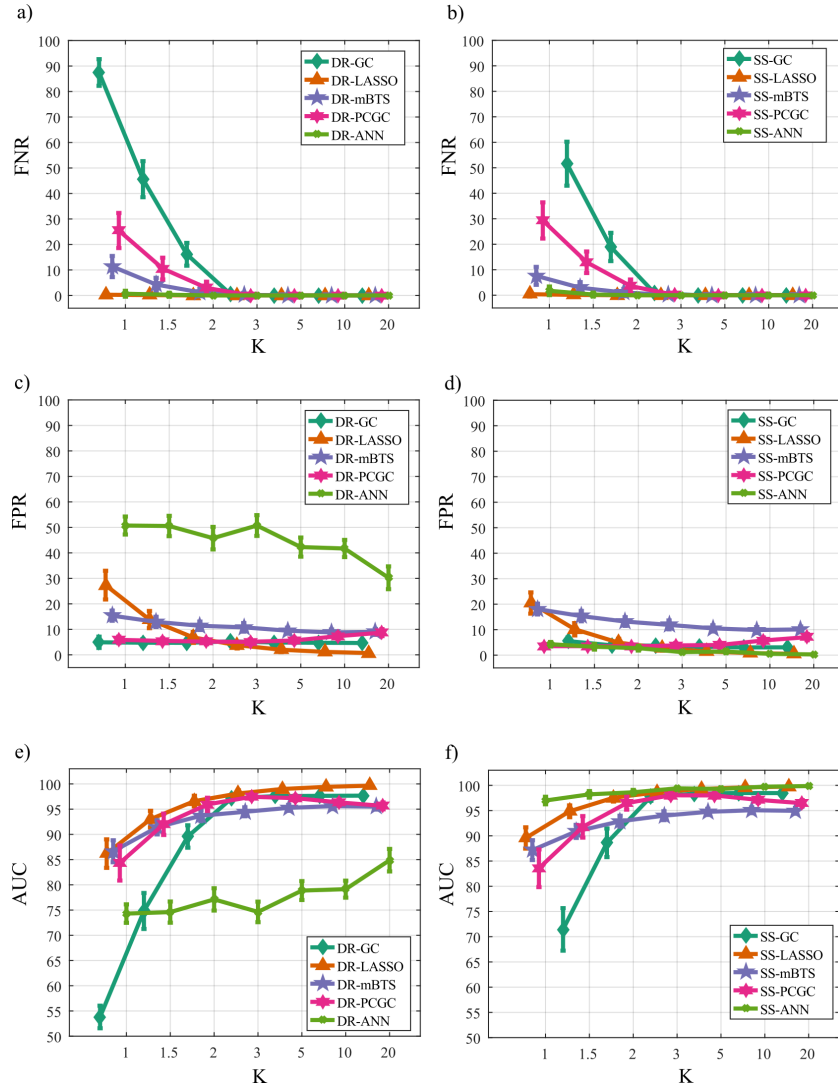 a)
100
90
80
70
60
50
40
30
20
10
0
FNR
1 1.5 2 3 5 10 20
K
DR-GC
DR-LASSO
DR-mBTS
DR-PCGC
DR-ANN
b)
100
90
80
70
60
50
40
30
20
10
0
FNR
1 1.5 2 3 5 10 20
K
SS-GC
SS-LASSO
SS-mBTS
SS-PCGC
SS-ANN
c)
100
90
80
70
60
50
40
30
20
10
0
FPR
1 1.5 2 3 5 10 20
K
DR-GC
DR-LASSO
DR-mBTS
DR-PCGC
DR-ANN
d)
100
90
80
70
60
50
40
30
20
10
0
FPR
1 1.5 2 3 5 10 20
K
SS-GC
SS-LASSO
SS-mBTS
SS-PCGC
SS-ANN
e)
100
95
90
85
80
75
70
65
60
55
50
AUC
1 1.5 2 3 5 10 20
K
DR-GC
DR-LASSO
DR-mBTS
DR-PCGC
DR-ANN
f)
100
95
90
85
80
75
70
65
60
55
50
AUC
1 1.5 2 3 5 10 20
K
SS-GC
SS-LASSO
SS-mBTS
SS-PCGC
SS-ANN